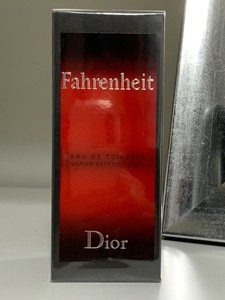 Fahrenheit
EAU DE TOILETTE
VAPORISATEUR SPRAY
Dior